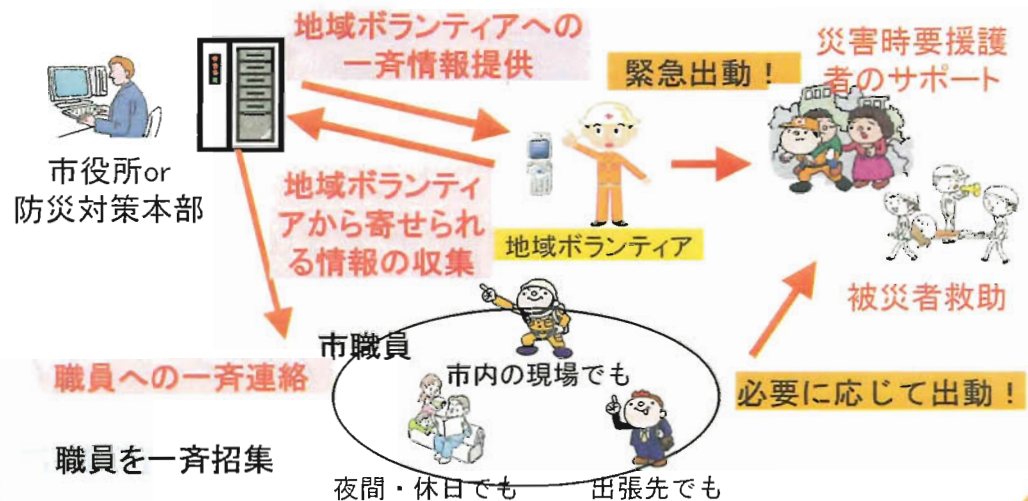 地域ボランティアへの
一斉情報提供
緊急出動！
災害時要援護
者のサポート
市役所or
防災対策本部
地域ボランティ
アから寄せられ
る情報の収集
地域ボランティア
被災者救助
市職員
市内の現場でも
職員への一斉連絡
必要に応じて出動！
職員を一斉招集
夜間・休日でも
出張先でも